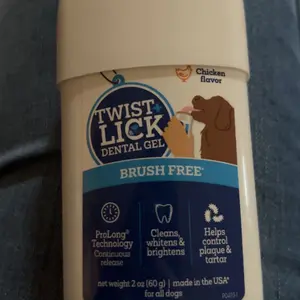 Chicken
flavor
TWIST+
LICK
DENTAL GEL
BRUSH FREE*
ProLong®
Technology
Continuous
release
Cleans,
whitens &
brightens
Helps
control
plaque &
tartar
net weight 2 oz (60 g) | made in the USA*
for all dogs